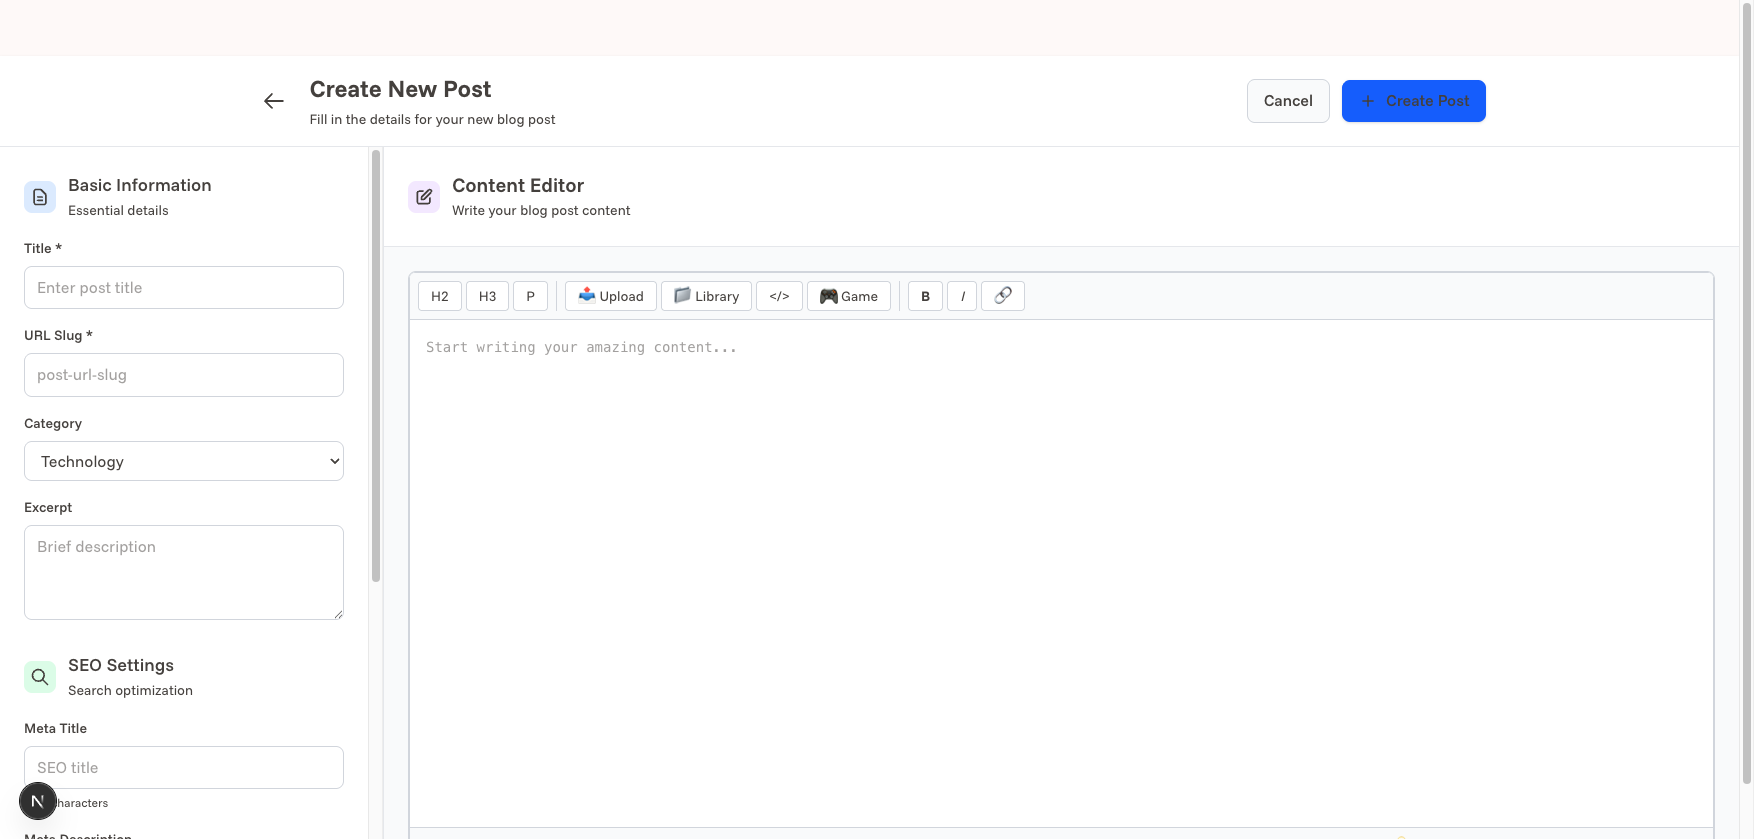 Create New Post
Fill in the details for your new blog post
Cancel
+ Create Post
Basic Information
Essential details
Title *
Enter post title
URL Slug *
post-url-slug
Category
Technology
Excerpt
Brief description
SEO Settings
Search optimization
Meta Title
SEO title
N
haracters
Meta Description
Content Editor
Write your blog post content
H2 H3 P Upload Library </> Game B I
Start writing your amazing content...